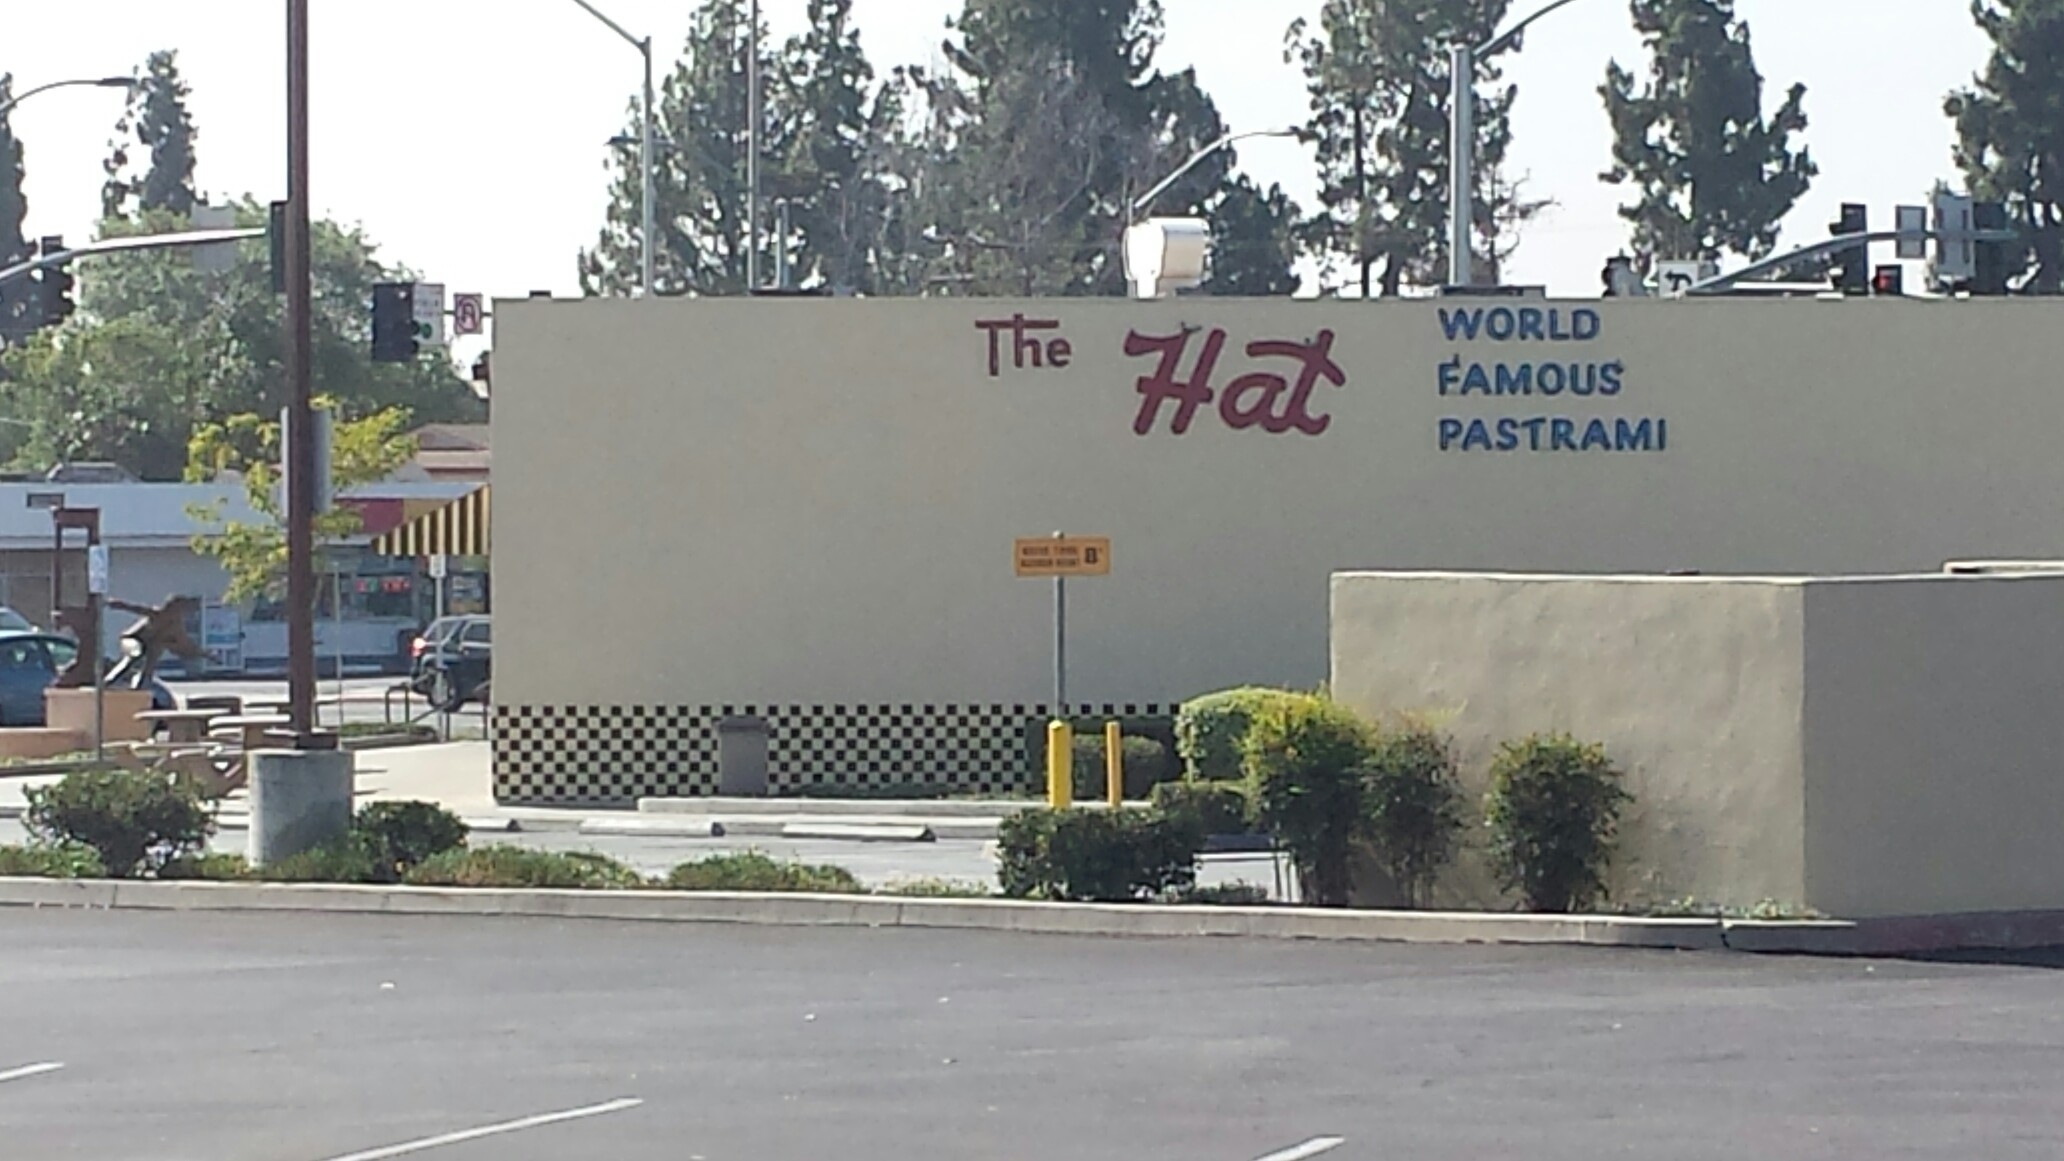 The Hat
WORLD
FAMOUS
PASTRAMI